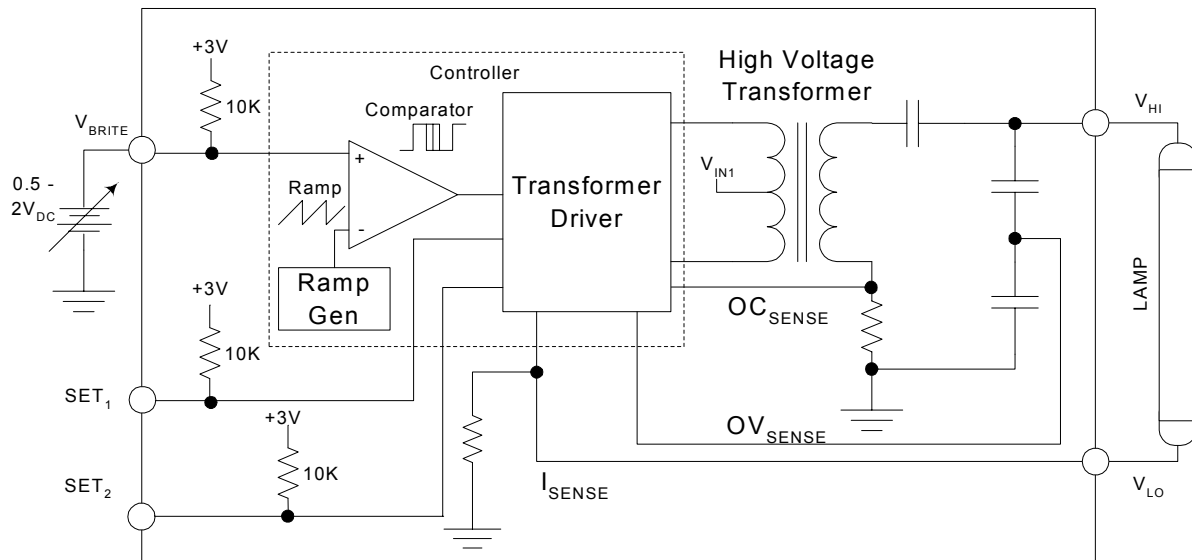 +3V
10K
V_BRITE
0.5 -
2V_DC
Controller
Comparator
+
Ramp
-
Ramp
Gen
Transformer
Driver
High Voltage
Transformer
V_IN1
V_HI
LAMP
OC_SENSE
+3V
10K
SET_1
+3V
10K
SET_2
OV_SENSE
I_SENSE
V_LO